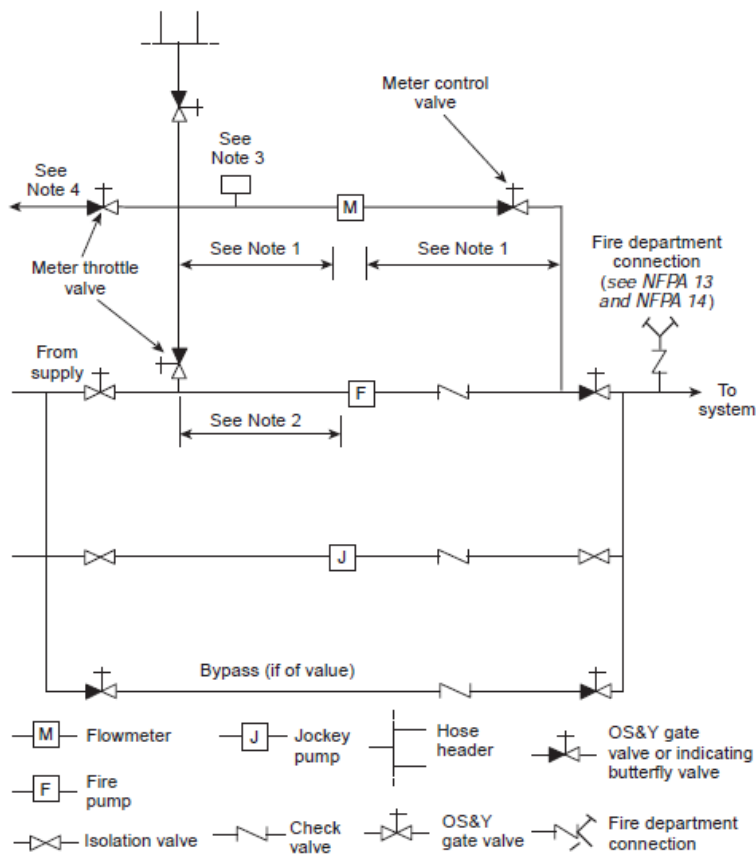 Meter control
valve
See
Note 3
See
Note 4
M
See Note 1
See Note 1
Meter throttle
valve
Fire department
connection
(see NFPA 13
and NFPA 14)
From
supply
F
To
system
See Note 2
J
Bypass (if of value)
M
Flowmeter
J
Jockey
pump
Hose
header
OS&Y gate
valve or indicating
butterfly valve
F
Fire
pump
Isolation valve
Check
valve
OS&Y
gate valve
Fire department
connection